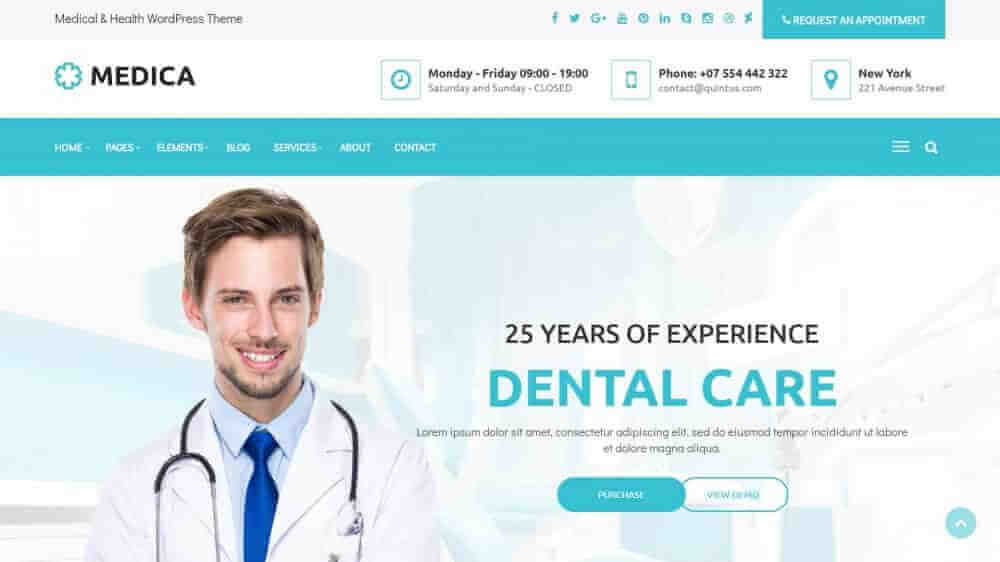 Medical & Health WordPress Theme
REQUEST AN APPOINTMENT
MEDICA
Monday - Friday 09:00 - 19:00
Saturday and Sunday - CLOSED
Phone: +07 554 442 322
contact@quintus.com
New York
221 Avenue Street
HOME
PAGES
ELEMENTS
BLOG
SERVICES
ABOUT
CONTACT
25 YEARS OF EXPERIENCE
DENTAL CARE
Lorem ipsum dolor sit amet, consectetur adipiscing elit, sed do eiusmod tempor incididunt ut labore
et dolore magna aliqua.
PURCHASE
VIEW DEMO